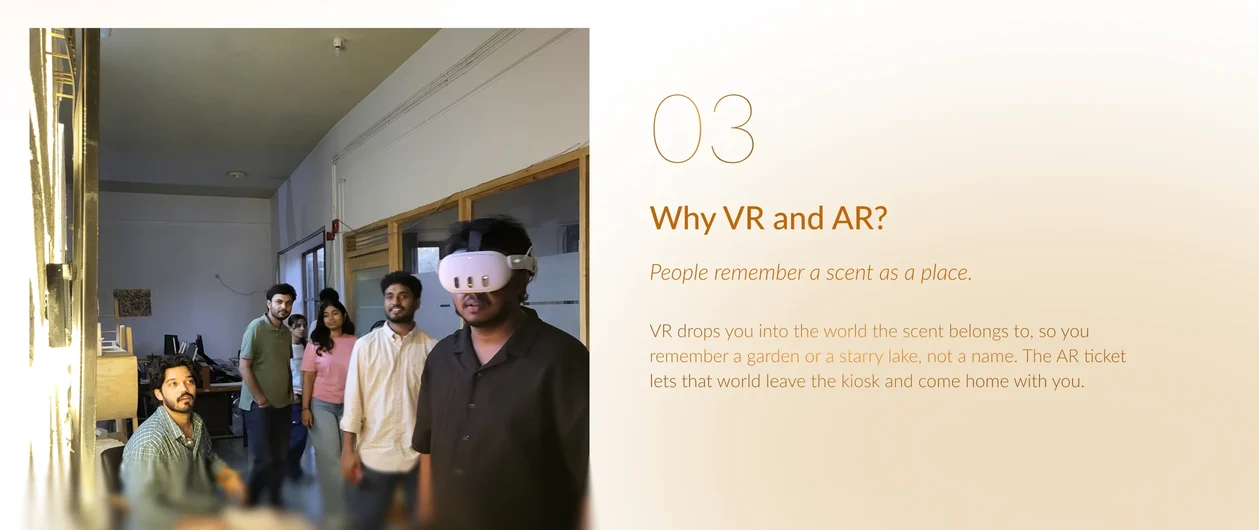 03
Why VR and AR?
People remember a scent as a place.
VR drops you into the world the scent belongs to, so you
remember a garden or a starry lake, not a name. The AR ticket
lets that world leave the kiosk and come home with you.